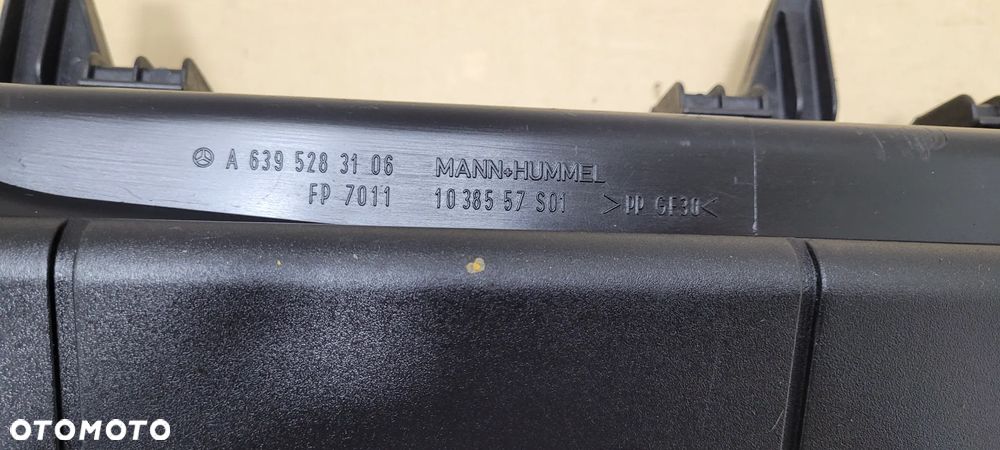 A 639 528 31 06 MANN+HUMMEL
FP 7011 10 385 57 S01 >PP GF30<
OTOMOTO